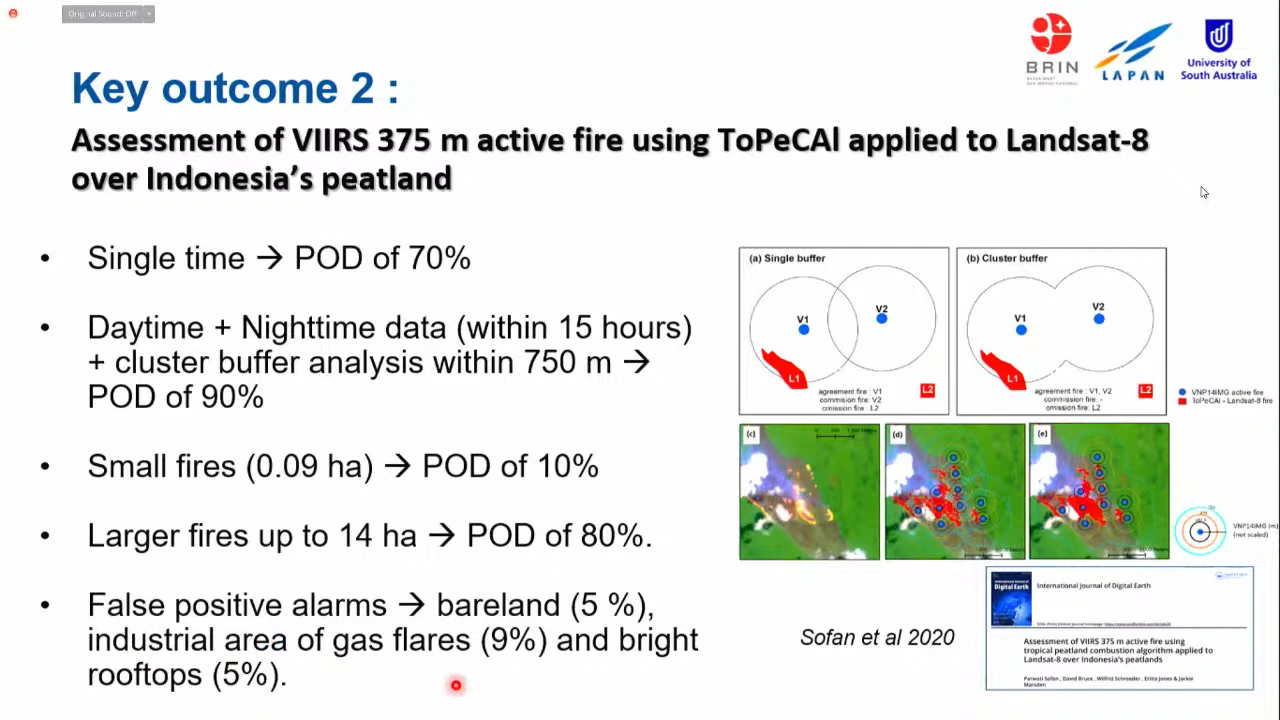 Original Sound: Off
BRIN
LAPAN
University of
South Australia
Key outcome 2 :
Assessment of VIIRS 375 m active fire using ToPeCAl applied to Landsat-8
over Indonesia's peatland
• Single time → POD of 70%
• Daytime + Nighttime data (within 15 hours)
+ cluster buffer analysis within 750 m →
POD of 90%
• Small fires (0.09 ha) → POD of 10%
• Larger fires up to 14 ha → POD of 80%.
• False positive alarms → bareland (5 %),
industrial area of gas flares (9%) and bright
rooftops (5%).
(a) Single buffer
V1
V2
L1
L2
agreement fire : V1
commision fire: V2
omission fire : L2
(b) Cluster buffer
V1
V2
L1
L2
agreement fire : V1, V2
commission fire: -
omission fire: L2
VNP14IMG active fire
ToPeCAl - Landsat-8 fire
(c)
(d)
(e)
VNP14IMG (m)
(not scaled)
Sofan et al 2020
International Journal of
Digital Earth
International Journal of Digital Earth
Assessment of VIIRS 375 m active fire using
tropical peatland combustion algorithm applied to
Landsat-8 over Indonesia's peatlands
Parwati Sofan , David Bruce , Wilfrid Schroeder , Eriita Jones & Jackie
Marsden